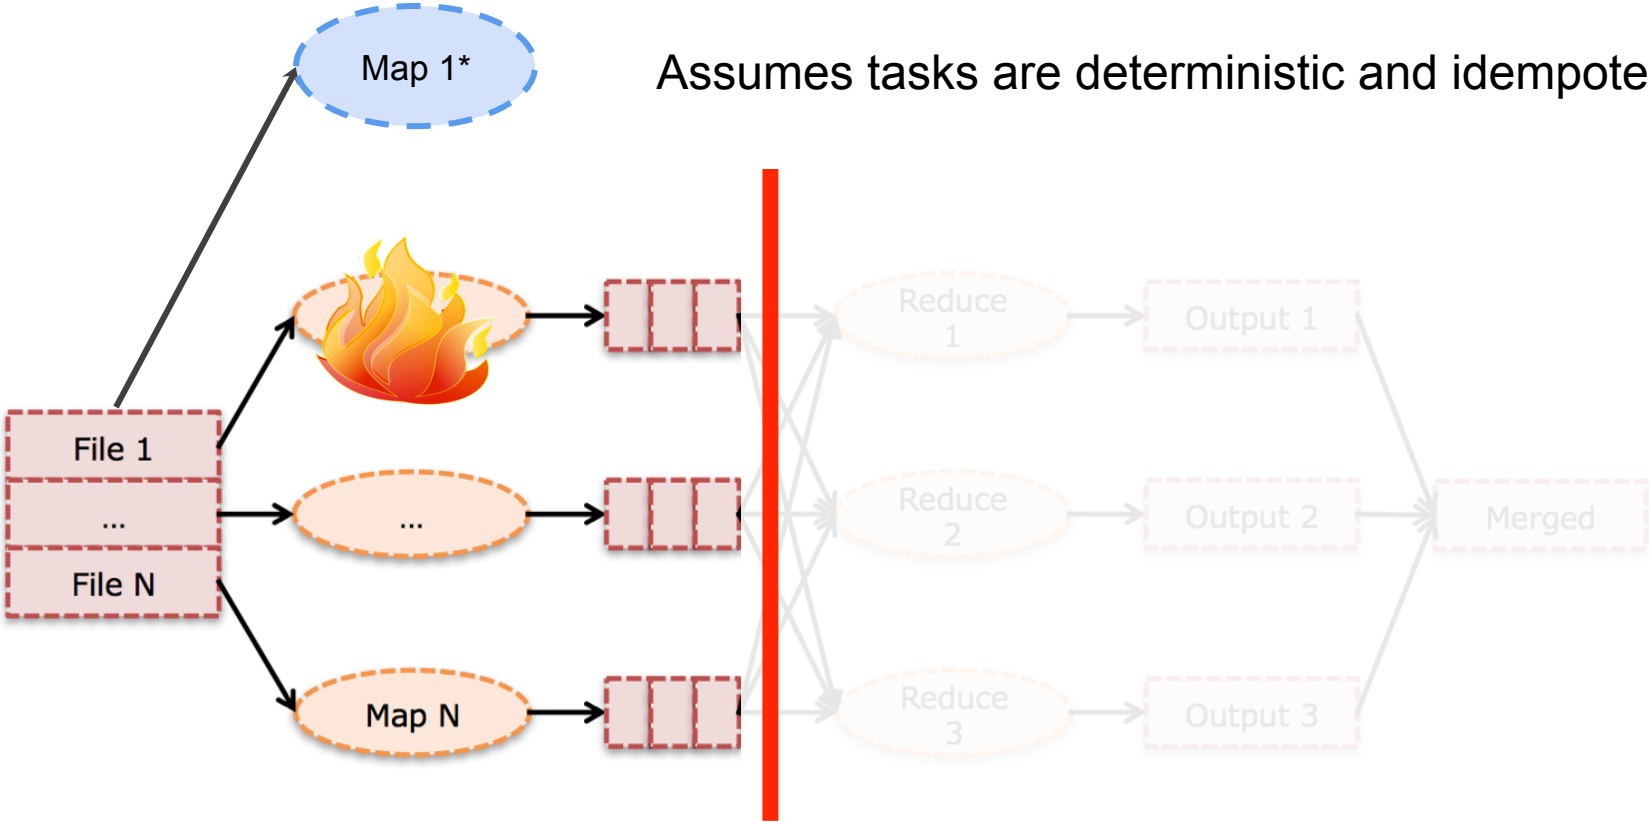 Map 1*
Assumes tasks are deterministic and idempote
Reduce
1
Output 1
File 1
...
File N
...
Reduce
2
Output 2
Merged
Map N
Reduce
3
Output 3